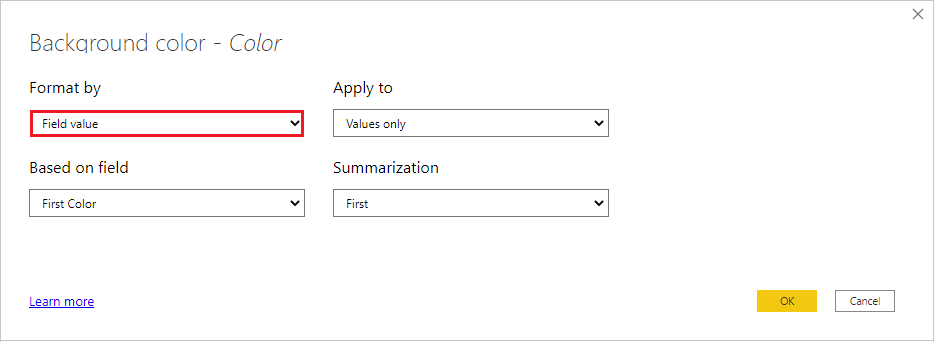 Background color - Color
Format by
Apply to
Field value
Values only
Based on field
Summarization
First Color
First
Learn more
OK
Cancel